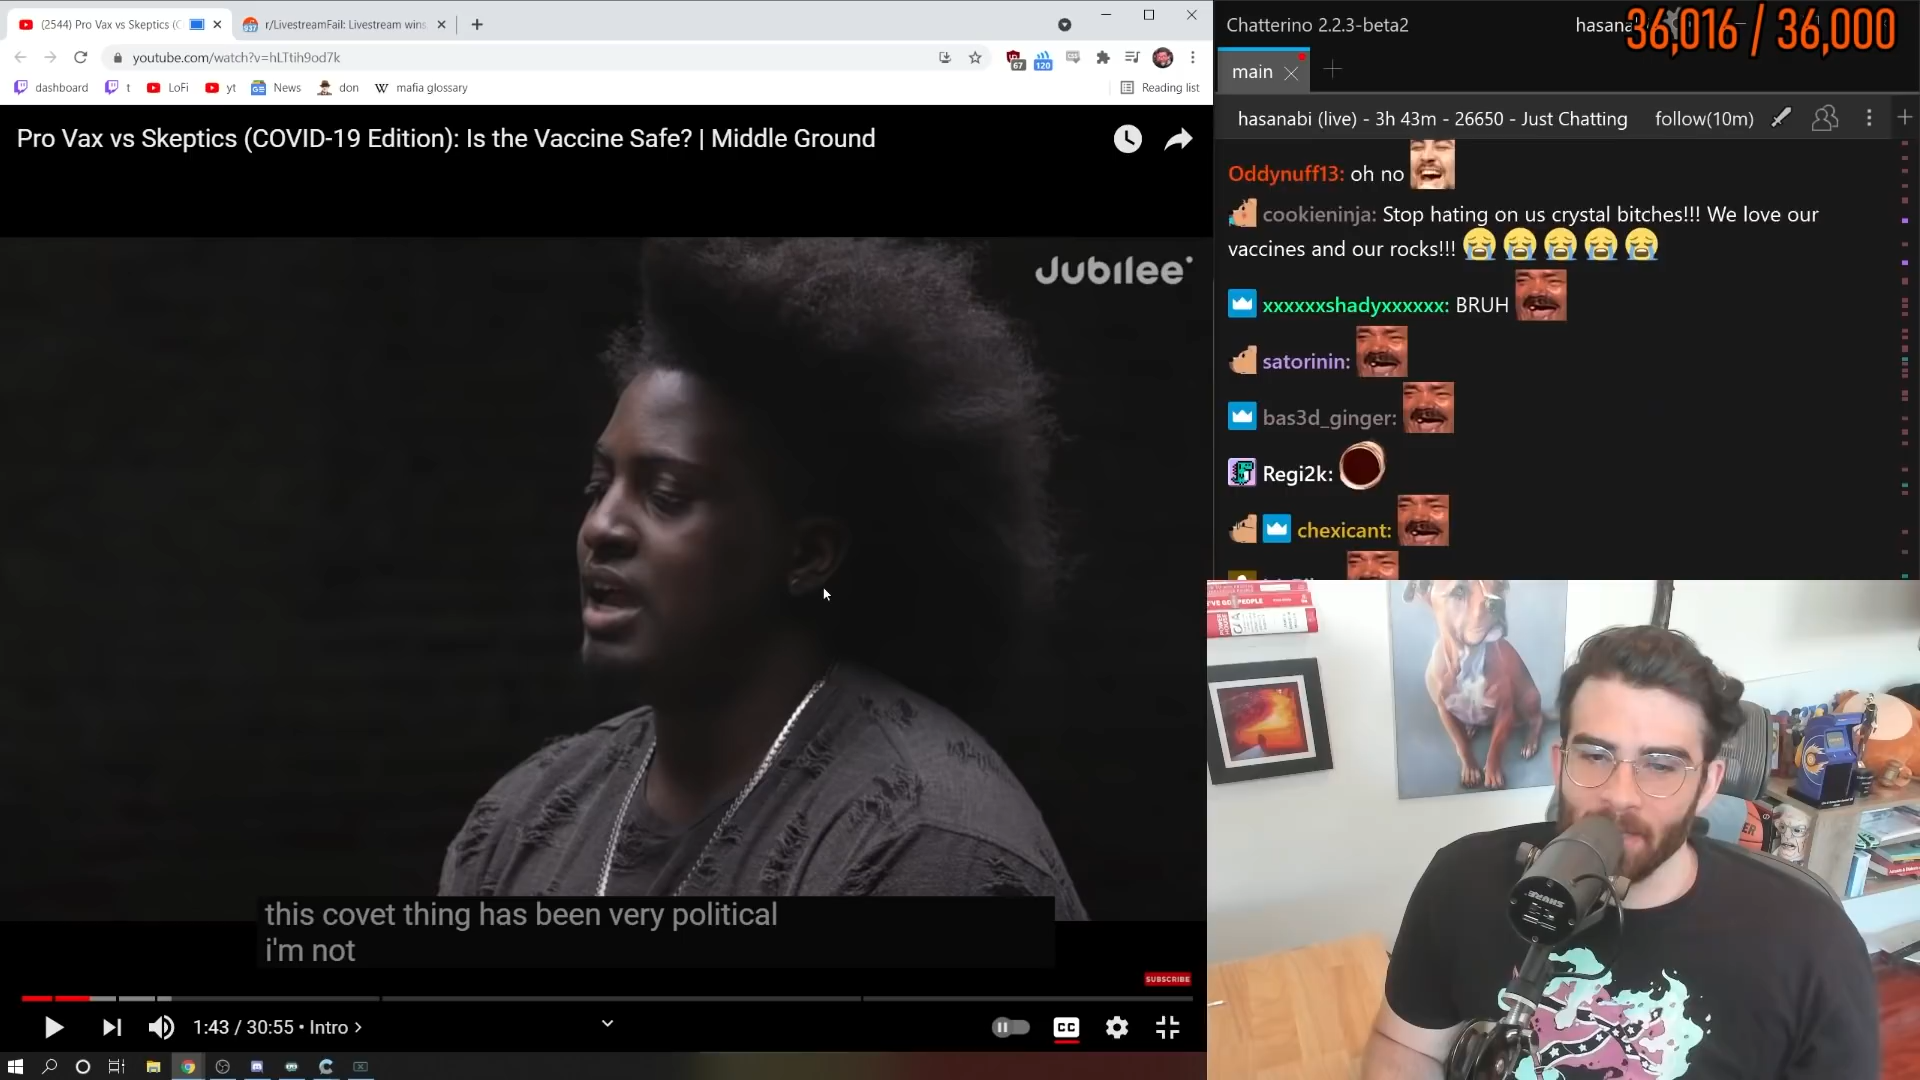 (2544) Pro Vax vs Skeptics (C
r/LivestreamFail: Livestream wins
youtube.com/watch?v=hLTtih9od7k
67
120
dashboard
t
LoFi
yt
News
don
mafia glossary
Reading list
Pro Vax vs Skeptics (COVID-19 Edition): Is the Vaccine Safe? | Middle Ground
Jubilee
this covet thing has been very political
i'm not
SUBSCRIBE
1:43 / 30:55 • Intro
CC
Chatterino 2.2.3-beta2
hasana
36,016 / 36,000
main
hasanabi (live) - 3h 43m - 26650 - Just Chatting
follow(10m)
Oddynuff13: oh no
cookieninja: Stop hating on us crystal bitches!!! We love our
vaccines and our rocks!!!
xxxxxxshadyxxxxxx: BRUH
satorinin:
bas3d_ginger:
Regi2k:
chexicant: